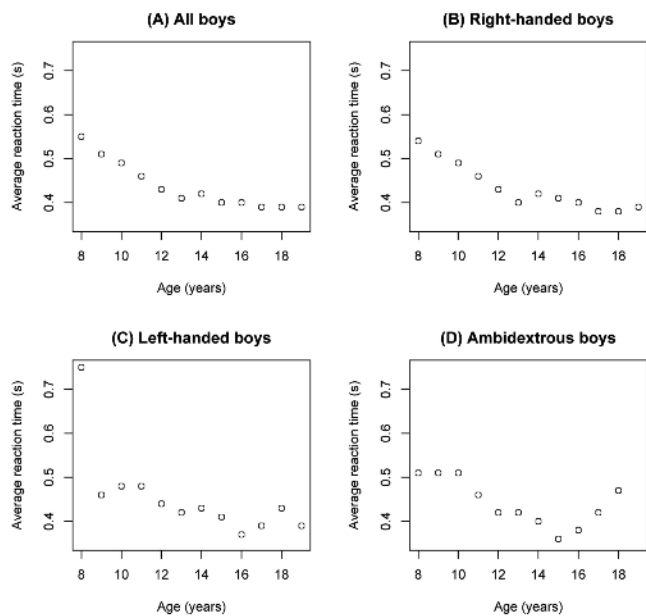 (A) All boys
Average reaction time (s)
0.7
0.6
0.5
0.4
8 10 12 14 16 18
Age (years)
(B) Right-handed boys
Average reaction time (s)
0.7
0.6
0.5
0.4
8 10 12 14 16 18
Age (years)
(C) Left-handed boys
Average reaction time (s)
0.7
0.6
0.5
0.4
8 10 12 14 16 18
Age (years)
(D) Ambidextrous boys
Average reaction time (s)
0.7
0.6
0.5
0.4
8 10 12 14 16 18
Age (years)